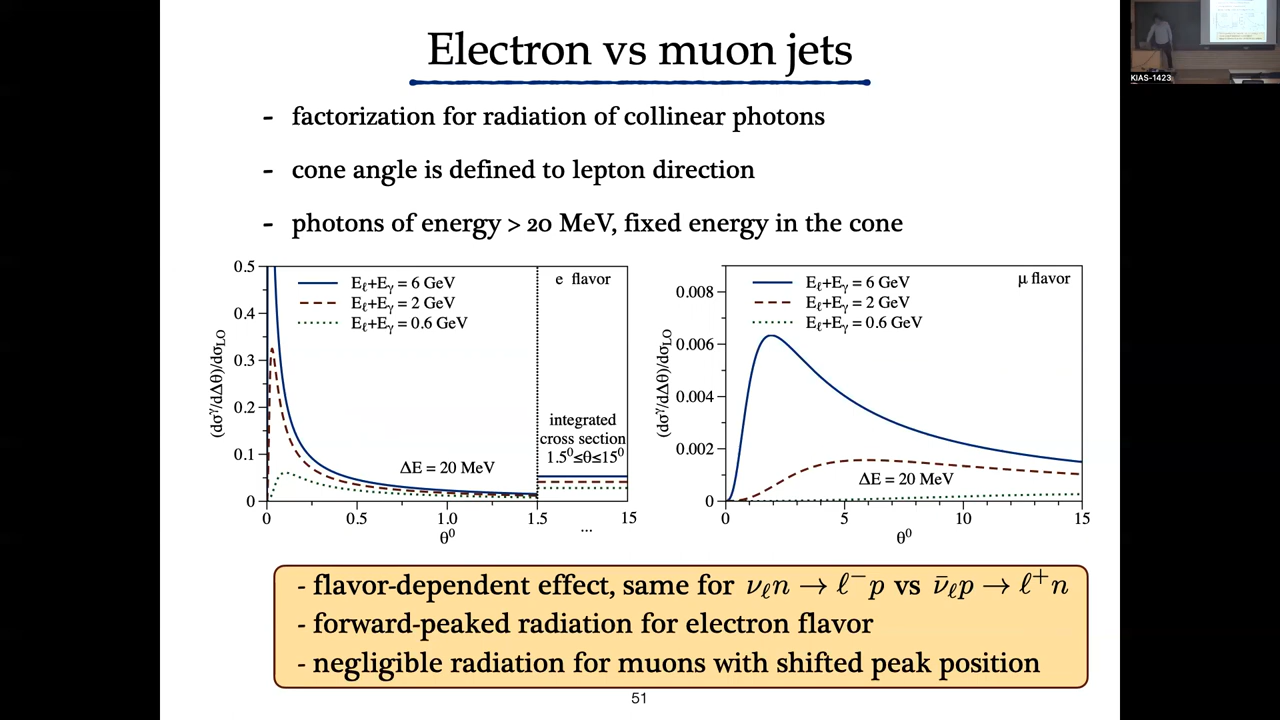 Electron vs muon jets
KIAS-1423
- factorization for radiation of collinear photons
- cone angle is defined to lepton direction
- photons of energy > 20 MeV, fixed energy in the cone
(dσ^γ/dΔθ)/dσ_LO
0.5
0.4
0.3
0.2
0.1
0
E_ℓ+E_γ = 6 GeV
E_ℓ+E_γ = 2 GeV
E_ℓ+E_γ = 0.6 GeV
e flavor
integrated
cross section
1.5⁰≤θ≤15⁰
ΔE = 20 MeV
0 0.5 1.0 1.5 ... 15
θ⁰
(dσ^γ/dΔθ)/dσ_LO
0.008
0.006
0.004
0.002
0
E_ℓ+E_γ = 6 GeV
E_ℓ+E_γ = 2 GeV
E_ℓ+E_γ = 0.6 GeV
μ flavor
ΔE = 20 MeV
0 5 10 15
θ⁰
- flavor-dependent effect, same for ν_ℓ n → ℓ⁻ p vs ν̄_ℓ p → ℓ⁺ n
- forward-peaked radiation for electron flavor
- negligible radiation for muons with shifted peak position
51